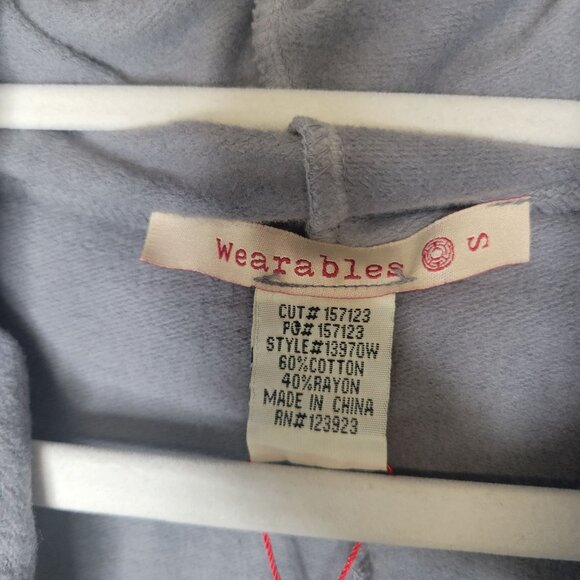 Wearables S
CUT# 157123
PO# 157123
STYLE#13970W
60%COTTON
40%RAYON
MADE IN CHINA
RN#123923